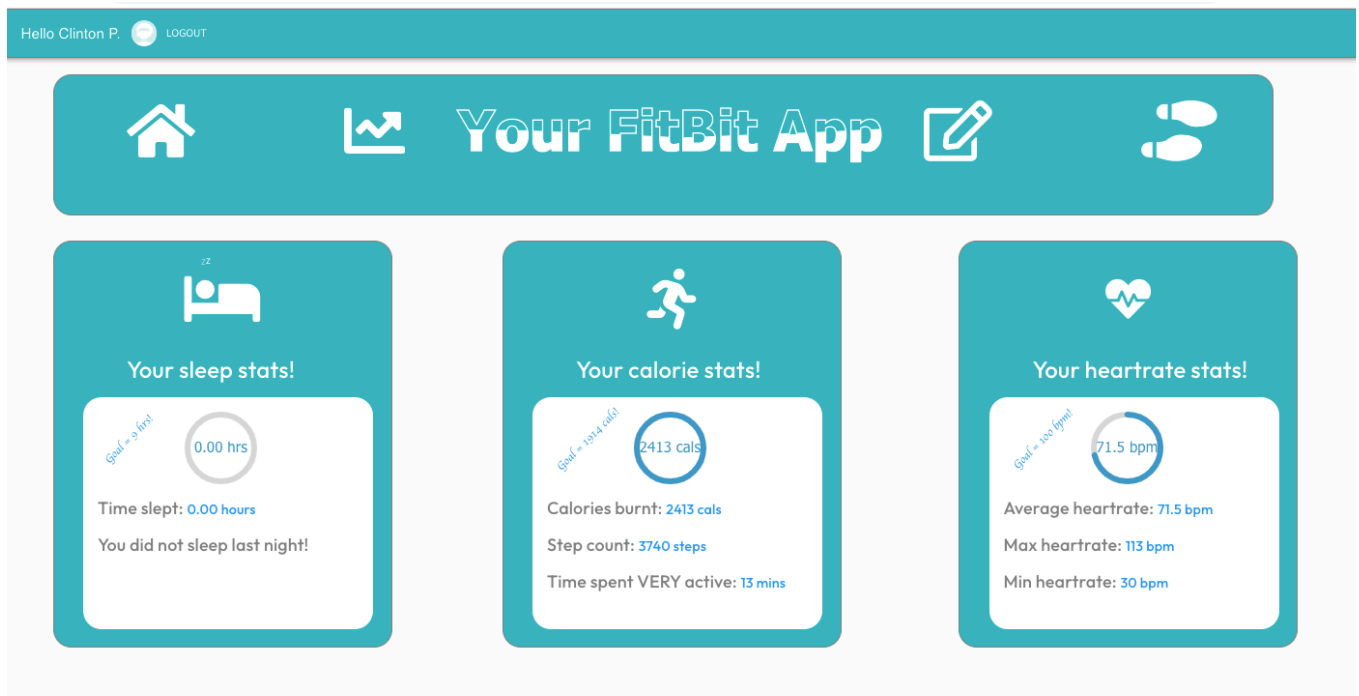 Hello Clinton P. LOGOUT
Your FitBit App
zZ
Your sleep stats!
Goal = 9 hrs!
0.00 hrs
Time slept: 0.00 hours
You did not sleep last night!
Your calorie stats!
Goal = 1914 cals!
2413 cals
Calories burnt: 2413 cals
Step count: 3740 steps
Time spent VERY active: 13 mins
Your heartrate stats!
Goal = 100 bpm!
71.5 bpm
Average heartrate: 71.5 bpm
Max heartrate: 113 bpm
Min heartrate: 30 bpm